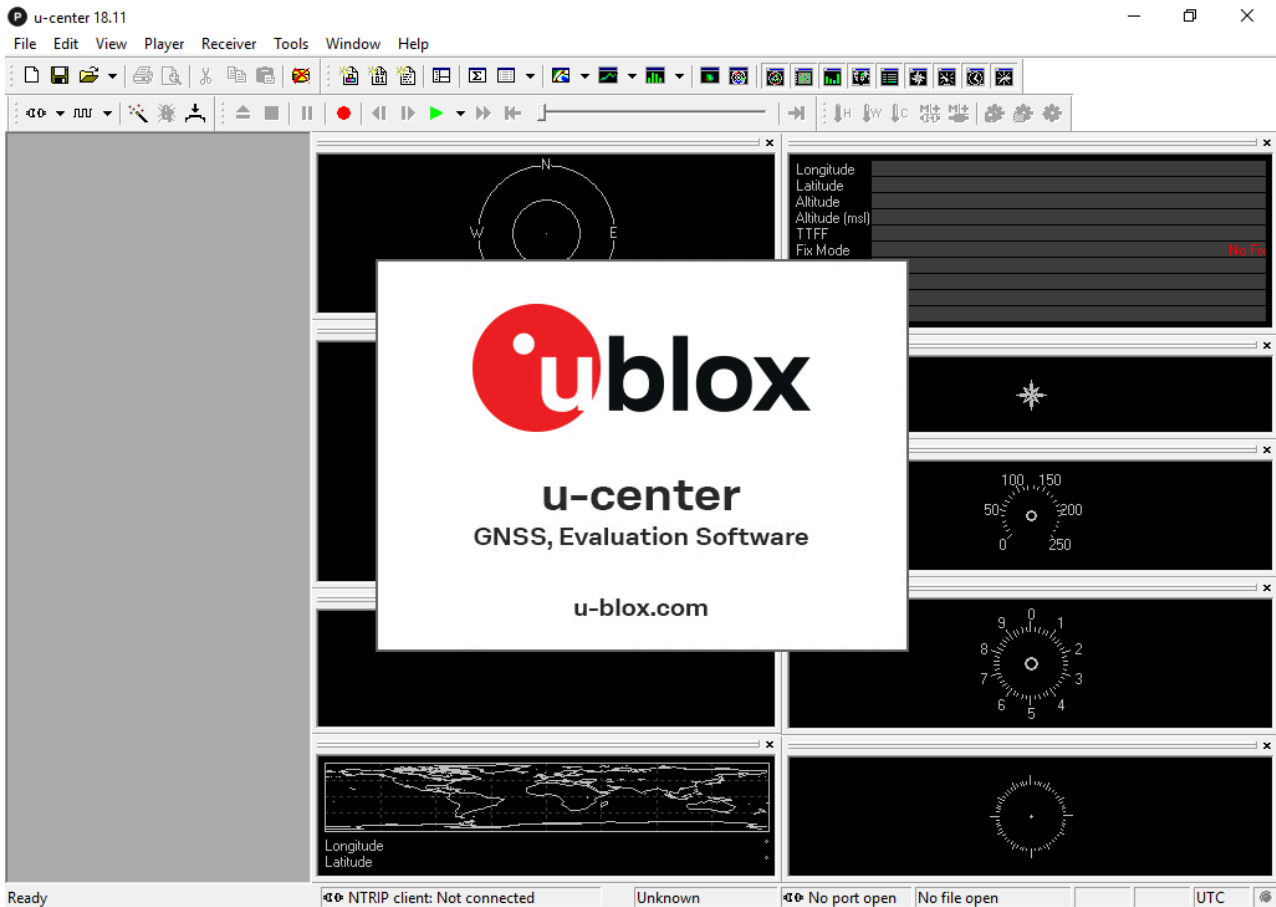 u-center 18.11
File Edit View Player Receiver Tools Window Help
H W C
N
W E
Longitude
Latitude
Altitude
Altitude (msl)
TTFF
Fix Mode No Fix
ublox
u-center
GNSS, Evaluation Software
u-blox.com
100 150
50 200
0 250
0
9 1
8 2
7 3
6 4
5
Longitude °
Latitude °
Ready NTRIP client: Not connected Unknown No port open No file open UTC